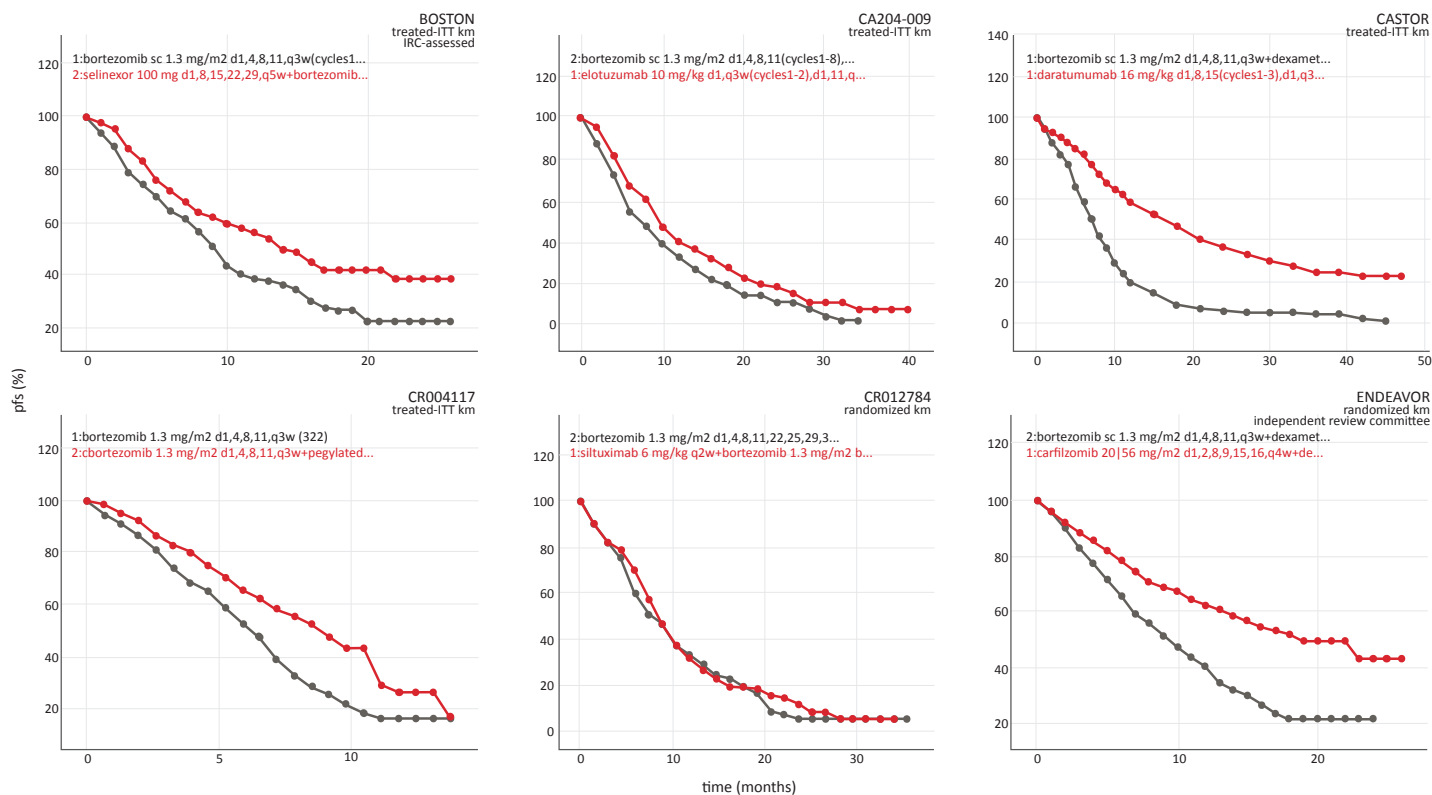 BOSTON
treated-ITT km
IRC-assessed
1:bortezomib sc 1.3 mg/m2 d1,4,8,11,q3w(cycles1...
2:selinexor 100 mg d1,8,15,22,29,q5w+bortezomib...
120
100
80
60
40
20
0
10
20
CA204-009
treated-ITT km
2:bortezomib sc 1.3 mg/m2 d1,4,8,11(cycles1-8),...
1:elotuzumab 10 mg/kg d1,q3w(cycles1-2),d1,11,q...
120
100
80
60
40
20
0
0
10
20
30
40
CASTOR
treated-ITT km
1:bortezomib sc 1.3 mg/m2 d1,4,8,11,q3w+dexamet...
1:daratumumab 16 mg/kg d1,8,15(cycles1-3),d1,q3...
140
120
100
80
60
40
20
0
0
10
20
30
40
50
pfs (%)
CR004117
treated-ITT km
1:bortezomib 1.3 mg/m2 d1,4,8,11,q3w (322)
2:cbortezomib 1.3 mg/m2 d1,4,8,11,q3w+pegylated...
120
100
80
60
40
20
0
5
10
CR012784
randomized km
2:bortezomib 1.3 mg/m2 d1,4,8,11,22,25,29,3...
1:siltuximab 6 mg/kg q2w+bortezomib 1.3 mg/m2 b...
120
100
80
60
40
20
0
0
10
20
30
ENDEAVOR
randomized km
independent review committee
2:bortezomib sc 1.3 mg/m2 d1,4,8,11,q3w+dexamet...
1:carfilzomib 20|56 mg/m2 d1,2,8,9,15,16,q4w+de...
120
100
80
60
40
20
0
10
20
time (months)